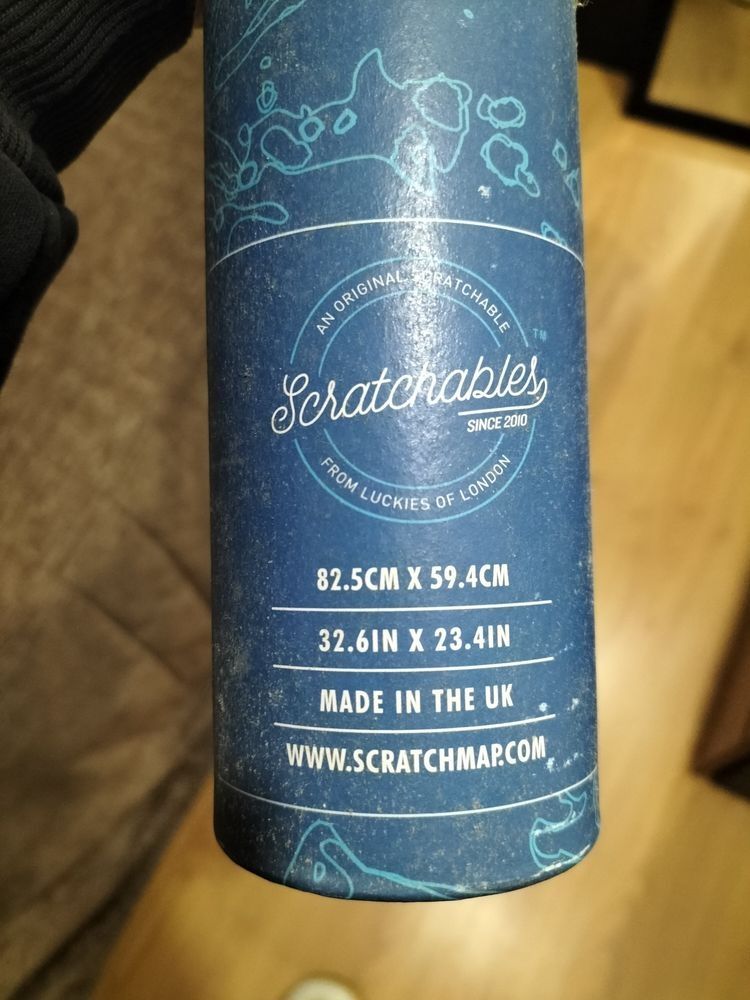 AN ORIGINAL SCRATCHABLE
TM
Scratchables
SINCE 2010
FROM LUCKIES OF LONDON
82.5CM X 59.4CM
32.6IN X 23.4IN
MADE IN THE UK
WWW.SCRATCHMAP.COM